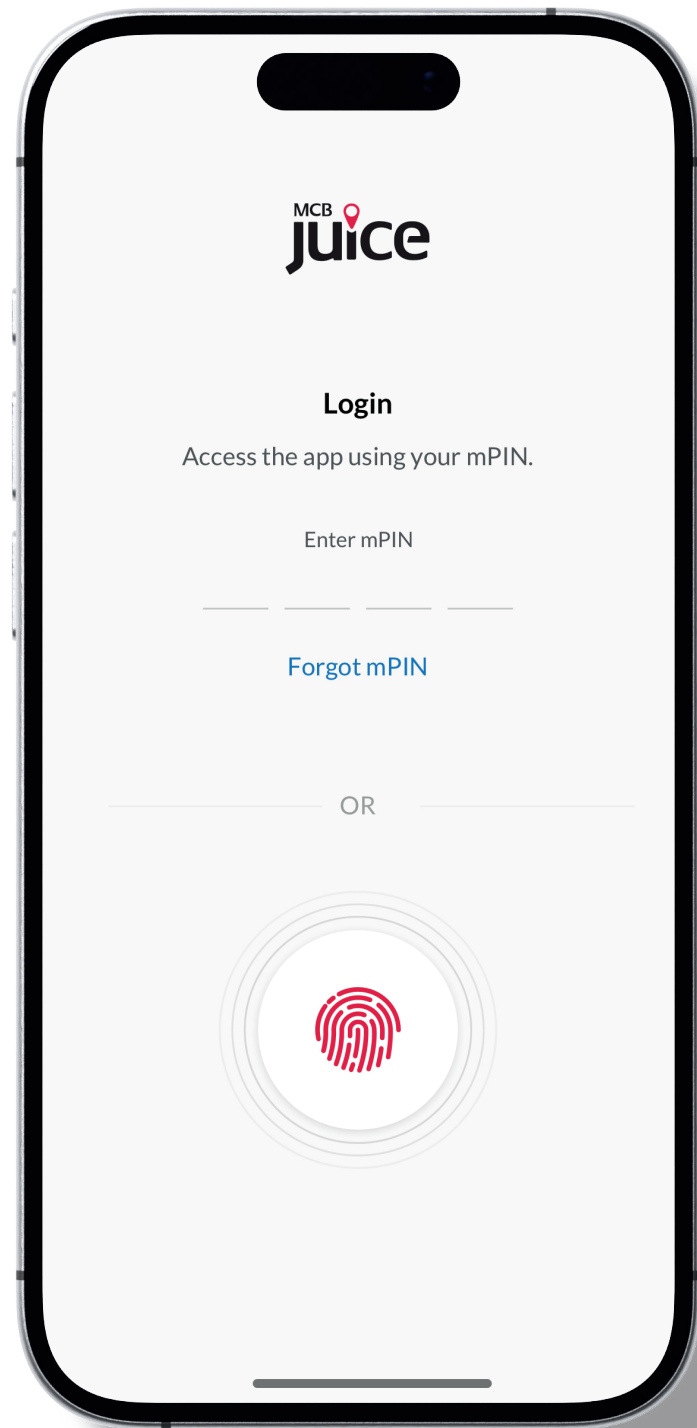 MCB
juice
Login
Access the app using your mPIN.
Enter mPIN
Forgot mPIN
OR